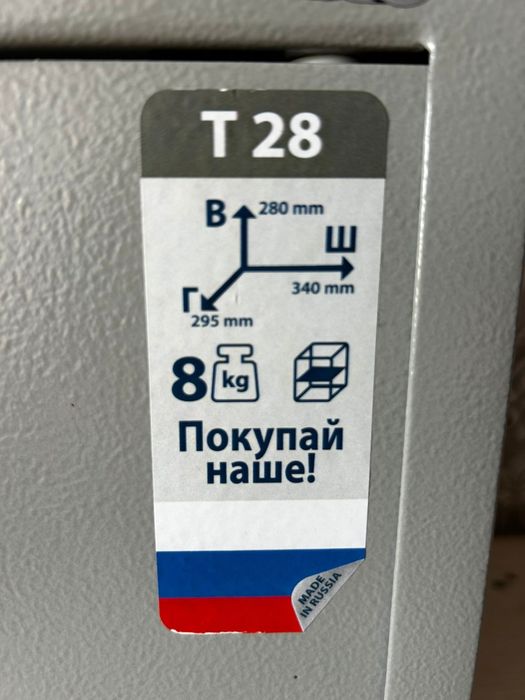 Т 28
В 280 mm
Ш
340 mm
Г
295 mm
8 kg
Покупай
наше!
MADE
IN RUSSIA